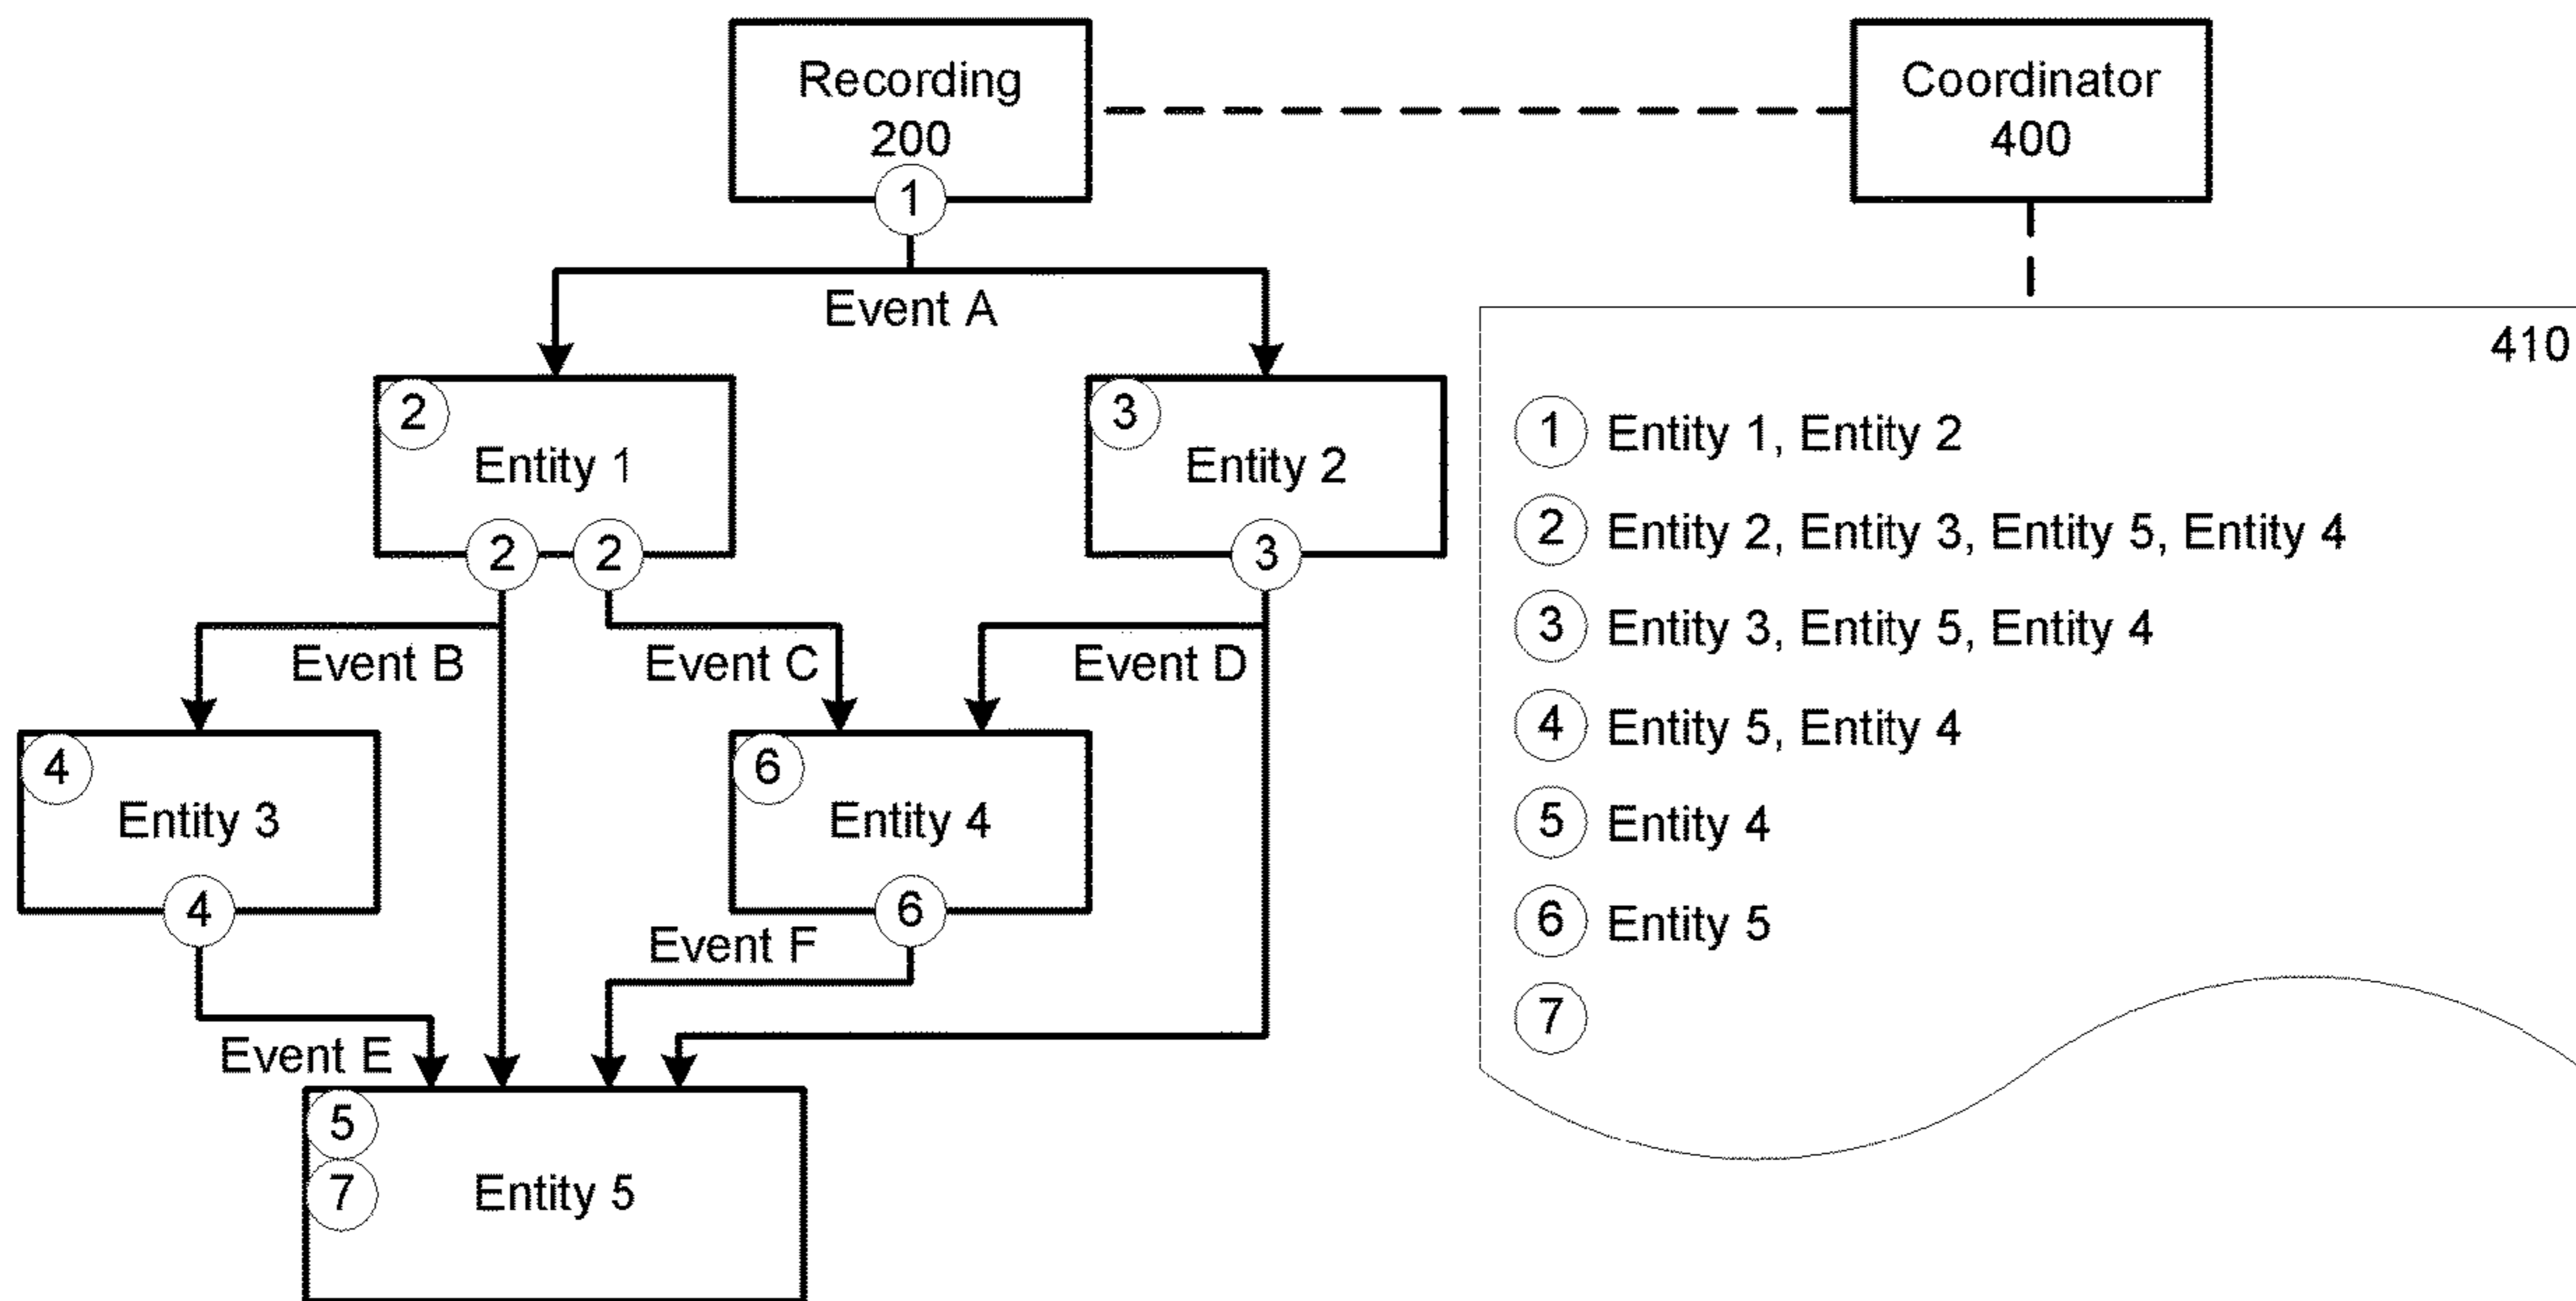 Recording
200
1
Coordinator
400
Event A
410
2
Entity 1
2
2
3
Entity 2
3
1 Entity 1, Entity 2
2 Entity 2, Entity 3, Entity 5, Entity 4
3 Entity 3, Entity 5, Entity 4
4 Entity 5, Entity 4
5 Entity 4
6 Entity 5
7
Event B
Event C
Event D
4
Entity 3
4
6
Entity 4
6
Event F
Event E
5
7
Entity 5